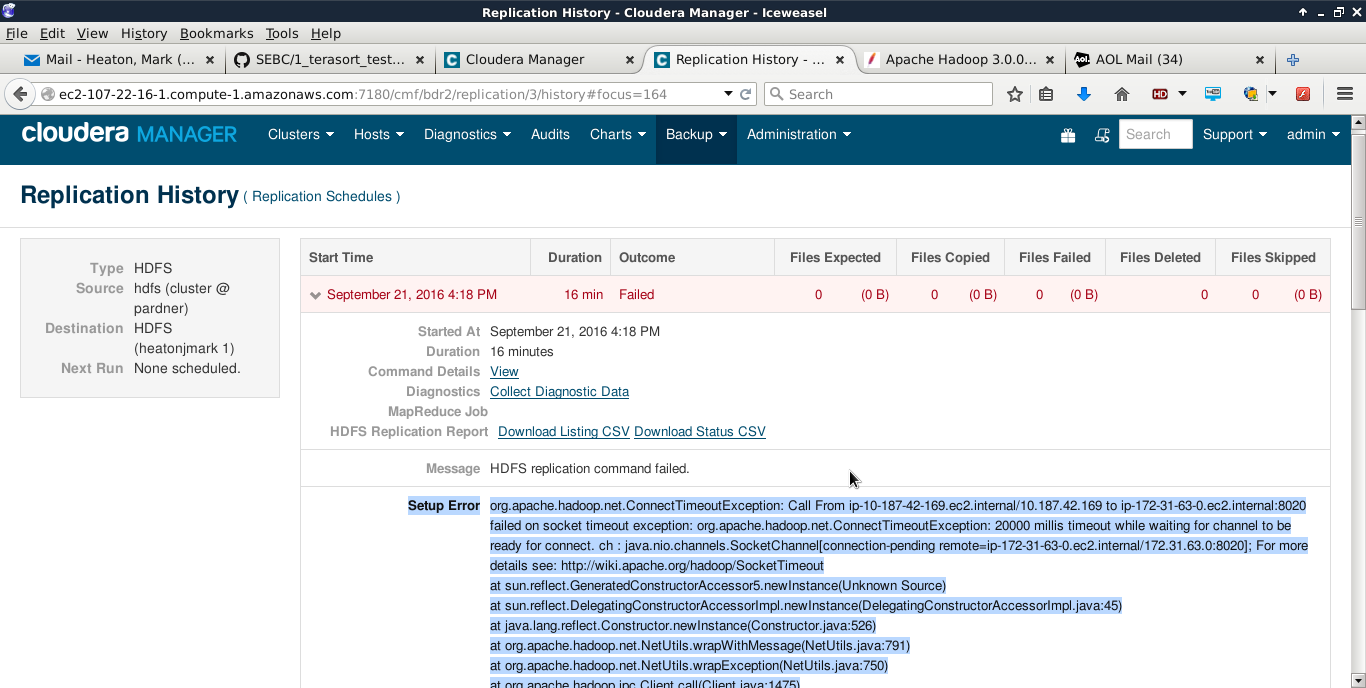 Replication History - Cloudera Manager - Iceweasel
File Edit View History Bookmarks Tools Help
Mail - Heaton, Mark (...
SEBC/1_terasort_test...
Cloudera Manager
Replication History - ...
Apache Hadoop 3.0.0...
Aol.
AOL Mail (34)
ec2-107-22-16-1.compute-1.amazonaws.com:7180/cmf/bdr2/replication/3/history#focus=164
Search
HD
cloudera MANAGER Clusters Hosts Diagnostics Audits Charts Backup Administration Search Support admin
Replication History ( Replication Schedules )
Type HDFS
Source hdfs (cluster @
pardner)
Destination HDFS
(heatonjmark 1)
Next Run None scheduled.
Start Time Duration Outcome Files Expected Files Copied Files Failed Files Deleted Files Skipped
September 21, 2016 4:18 PM 16 min Failed 0 (0 B) 0 (0 B) 0 (0 B) 0 0 (0 B)
Started At September 21, 2016 4:18 PM
Duration 16 minutes
Command Details View
Diagnostics Collect Diagnostic Data
MapReduce Job
HDFS Replication Report Download Listing CSV Download Status CSV
Message HDFS replication command failed.
Setup Error org.apache.hadoop.net.ConnectTimeoutException: Call From ip-10-187-42-169.ec2.internal/10.187.42.169 to ip-172-31-63-0.ec2.internal:8020
failed on socket timeout exception: org.apache.hadoop.net.ConnectTimeoutException: 20000 millis timeout while waiting for channel to be
ready for connect. ch : java.nio.channels.SocketChannel[connection-pending remote=ip-172-31-63-0.ec2.internal/172.31.63.0:8020]; For more
details see: http://wiki.apache.org/hadoop/SocketTimeout
at sun.reflect.GeneratedConstructorAccessor5.newInstance(Unknown Source)
at sun.reflect.DelegatingConstructorAccessorImpl.newInstance(DelegatingConstructorAccessorImpl.java:45)
at java.lang.reflect.Constructor.newInstance(Constructor.java:526)
at org.apache.hadoop.net.NetUtils.wrapWithMessage(NetUtils.java:791)
at org.apache.hadoop.net.NetUtils.wrapException(NetUtils.java:750)
at org.apache.hadoop.ipc.Client.call(Client.java:1475)